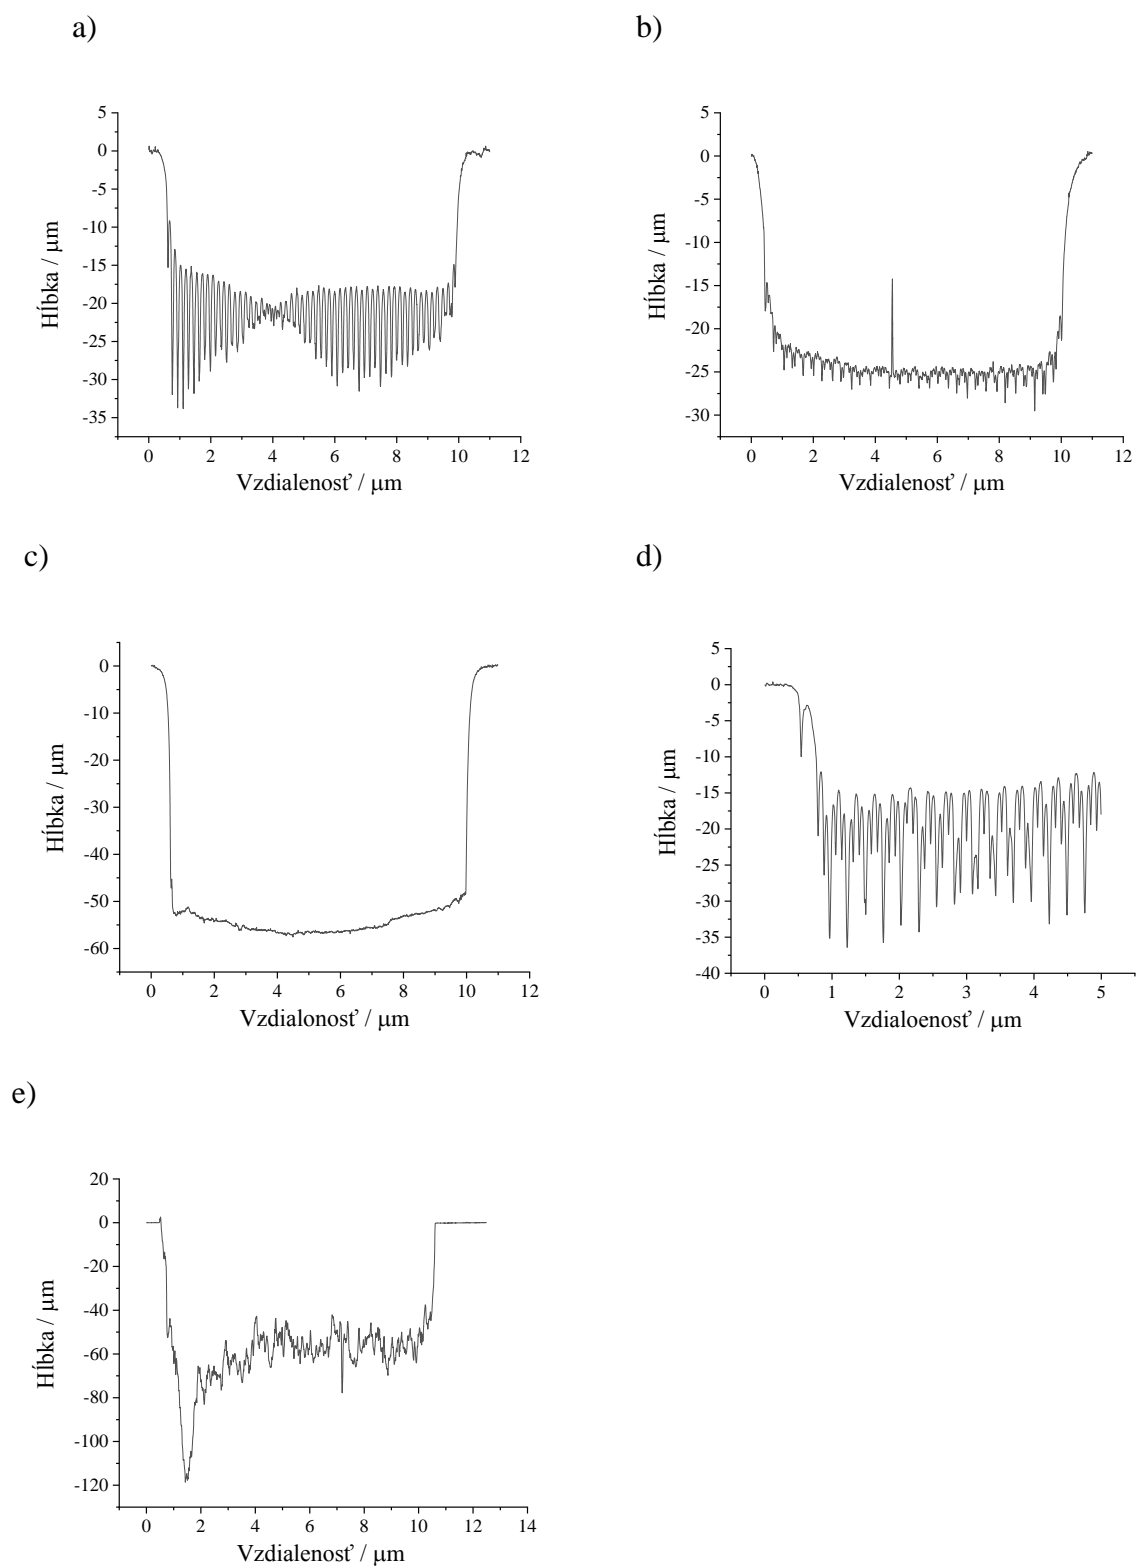 a)
b)
5
0
-5
-10
-15
-20
-25
-30
-35
Hĺbka / μm
0 2 4 6 8 10 12
Vzdialenosť / μm
5
0
-5
-10
-15
-20
-25
-30
Hĺbka / μm
0 2 4 6 8 10 12
Vzdialenosť / μm
c)
d)
0
-10
-20
-30
-40
-50
-60
Hĺbka / μm
0 2 4 6 8 10 12
Vzdialonosť / μm
5
0
-5
-10
-15
-20
-25
-30
-35
-40
Hĺbka / μm
0 1 2 3 4 5
Vzdialoenosť / μm
e)
20
0
-20
-40
-60
-80
-100
-120
Hĺbka / μm
0 2 4 6 8 10 12 14
Vzdialenosť / μm